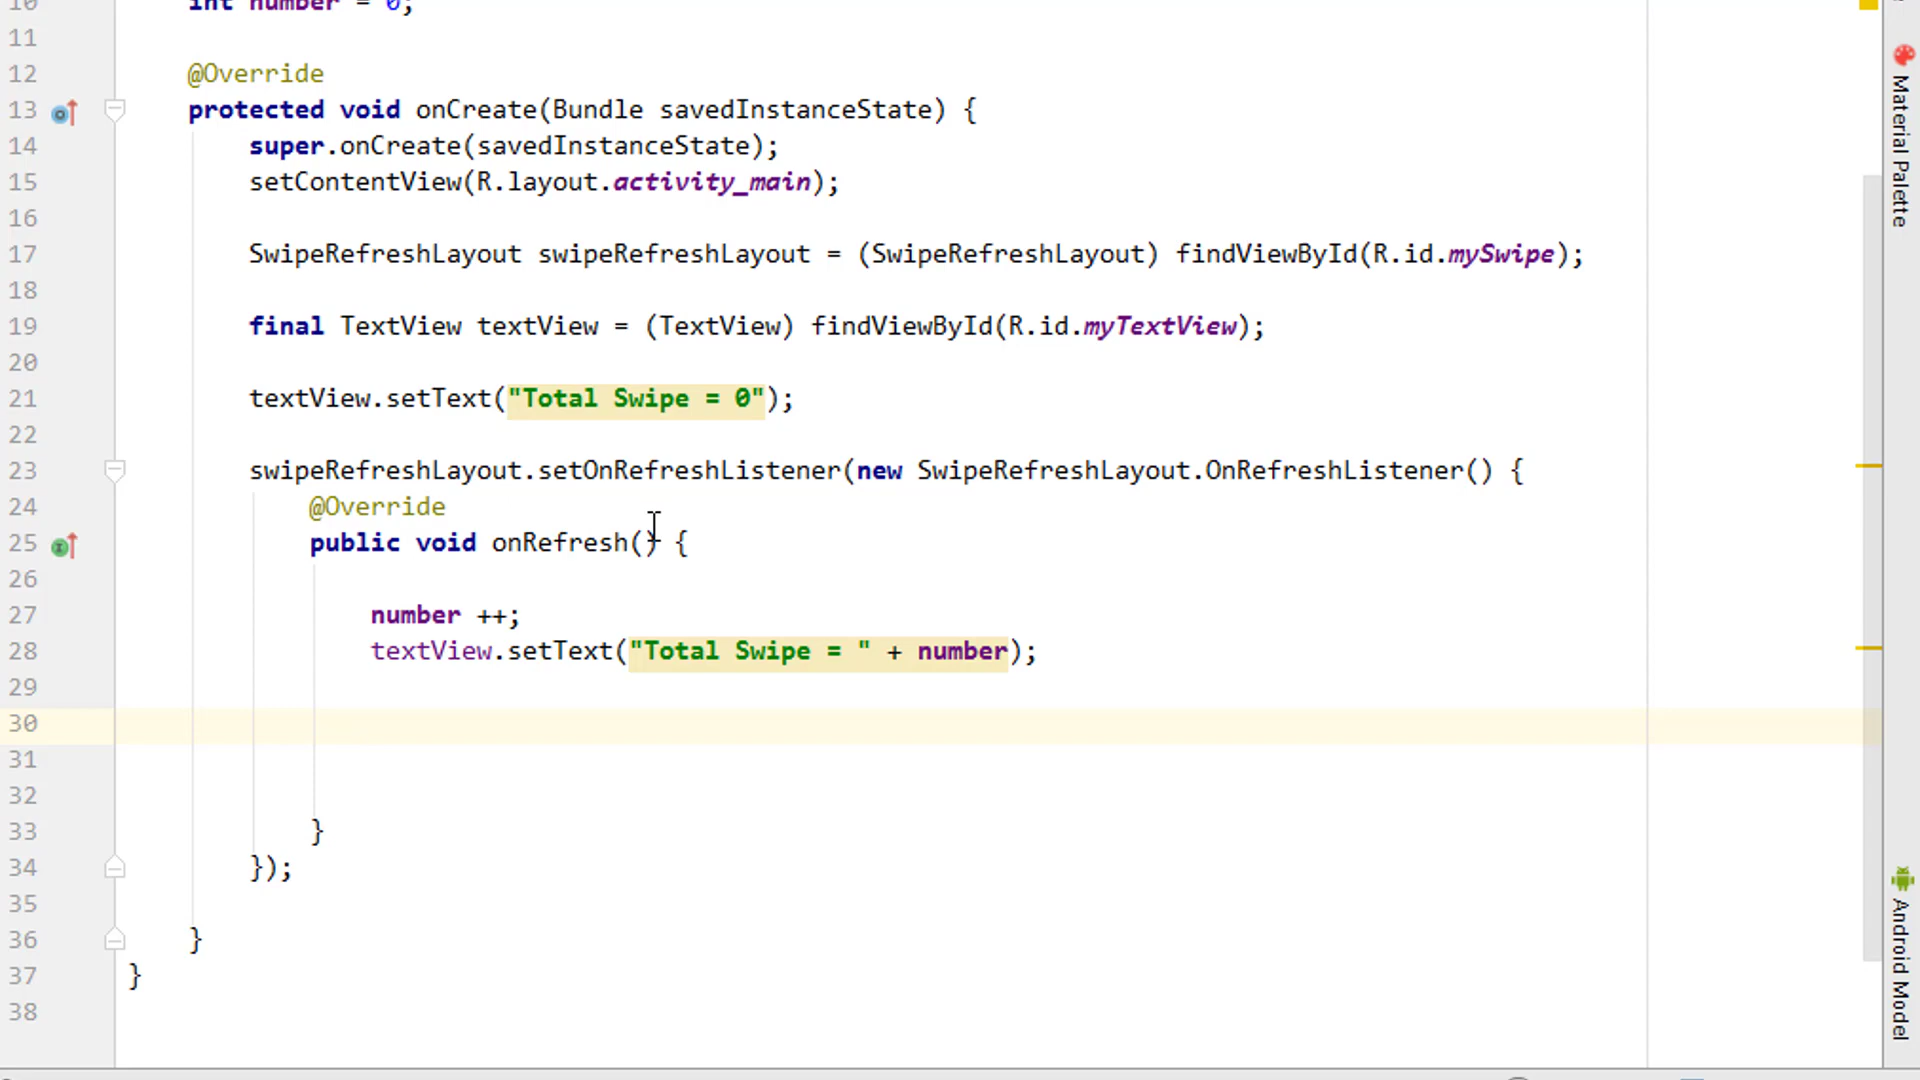 10 int number = 0;
11
12 @Override
13 protected void onCreate(Bundle savedInstanceState) {
14 super.onCreate(savedInstanceState);
15 setContentView(R.layout.activity_main);
16
17 SwipeRefreshLayout swipeRefreshLayout = (SwipeRefreshLayout) findViewById(R.id.mySwipe);
18
19 final TextView textView = (TextView) findViewById(R.id.myTextView);
20
21 textView.setText("Total Swipe = 0");
22
23 swipeRefreshLayout.setOnRefreshListener(new SwipeRefreshLayout.OnRefreshListener() {
24 @Override
25 public void onRefresh() {
26
27 number ++;
28 textView.setText("Total Swipe = " + number);
29
30
31
32
33 }
34 });
35
36 }
37 }
38
Material Palette
Android Model